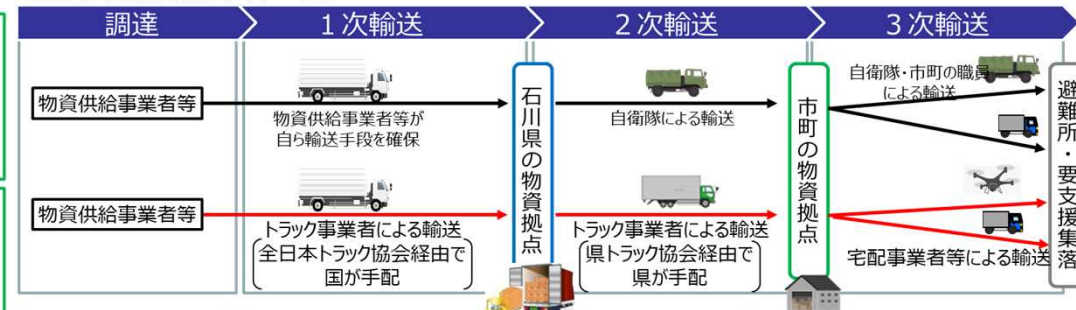 調達
1次輸送
2次輸送
3次輸送
物資供給事業者等
物資供給事業者等が
自ら輸送手段を確保
石川県の物資拠点
自衛隊による輸送
市町の物資拠点
自衛隊・市町の職員
による輸送
避難所・要支援集落
物資供給事業者等
トラック事業者による輸送
全日本トラック協会経由で
国が手配
トラック事業者による輸送
県トラック協会経由で
県が手配
宅配事業者等による輸送